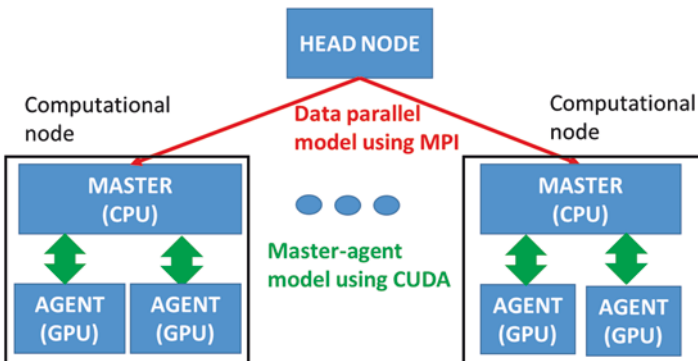 HEAD NODE
Computational
node
Data parallel
model using MPI
Computational
node
MASTER
(CPU)
MASTER
(CPU)
Master-agent
model using CUDA
AGENT
(GPU)
AGENT
(GPU)
AGENT
(GPU)
AGENT
(GPU)